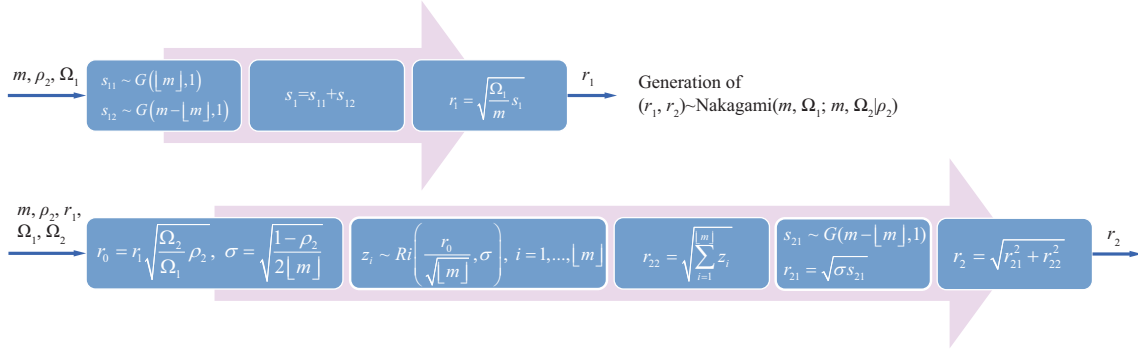 m, ρ₂, Ω₁
s₁₁ ~ G(⌊m⌋,1)
s₁₂ ~ G(m−⌊m⌋,1)
s₁=s₁₁+s₁₂
r₁ = √(Ω₁/m s₁)
r₁
Generation of
(r₁, r₂)~Nakagami(m, Ω₁; m, Ω₂|ρ₂)
m, ρ₂, r₁,
Ω₁, Ω₂
r₀ = r₁√(Ω₂/Ω₁ ρ₂), σ = √((1−ρ₂)/(2⌊m⌋))
zᵢ ~ Ri(r₀/√⌊m⌋, σ), i = 1,...,⌊m⌋
r₂₂ = √(∑ᵢ₌₁^⌊m⌋ zᵢ)
s₂₁ ~ G(m−⌊m⌋,1)
r₂₁ = √(σs₂₁)
r₂ = √(r₂₁² + r₂₂²)
r₂